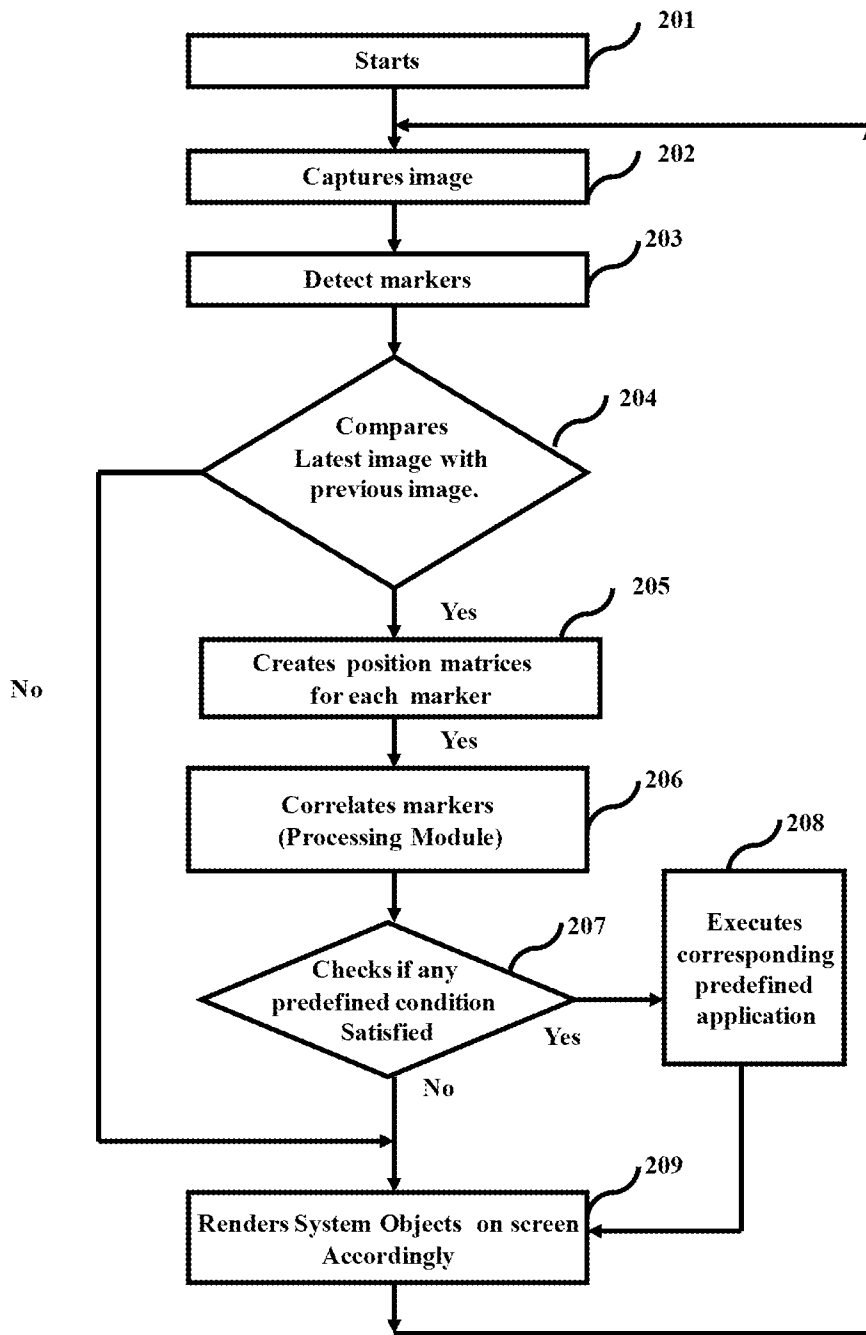 201
Starts
202
Captures image
203
Detect markers
204
Compares
Latest image with
previous image.
205
Yes
Creates position matrices
for each marker
No
Yes
206
Correlates markers
(Processing Module)
208
207
Executes
corresponding
predefined
application
Checks if any
predefined condition
Satisfied
Yes
No
209
Renders System Objects on screen
Accordingly